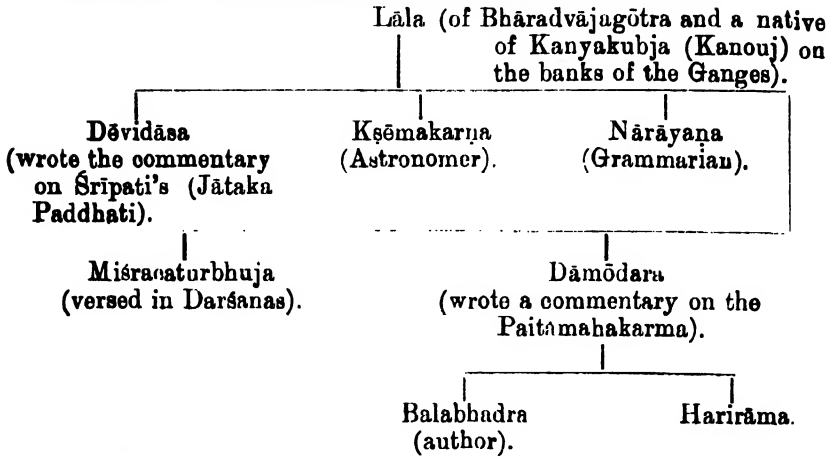 Lāla (of Bhāradvājagōtra and a native
of Kanyakubja (Kanouj) on
the banks of the Ganges).
Dēvidāsa
(wrote the commentary
on Śrīpati's (Jātaka
Paddhati).
Kṣēmakarṇa
(Astronomer).
Nārāyaṇa
(Grammarian).
Miśracaturbhuja
(versed in Darśanas).
Dāmōdara
(wrote a commentary on the
Paitāmahakarma).
Balabhadra
(author).
Harirāma.